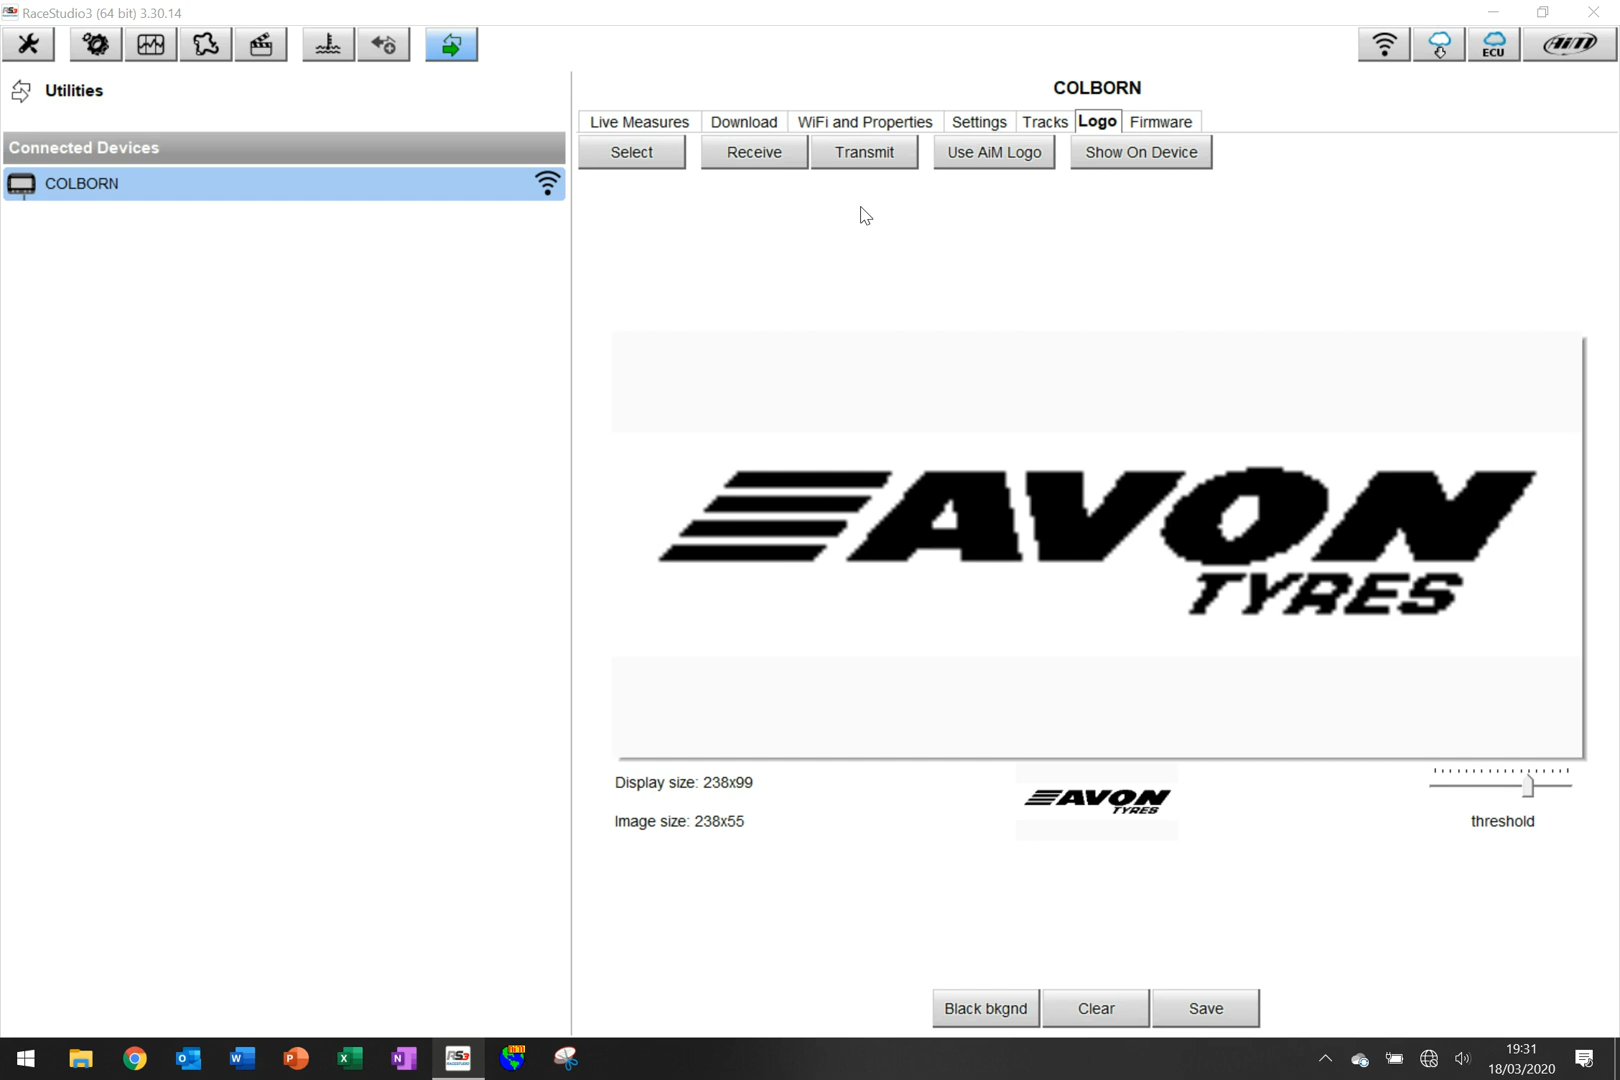 RaceStudio3 (64 bit) 3.30.14
ECU
AiM
Utilities
COLBORN
Live Measures Download WiFi and Properties Settings Tracks Logo Firmware
Connected Devices
Select Receive Transmit Use AiM Logo Show On Device
COLBORN
AVON
TYRES
Display size: 238x99
AVON
TYRES
Image size: 238x55
threshold
Black bkgnd Clear Save
RS3
19:31
18/03/2020